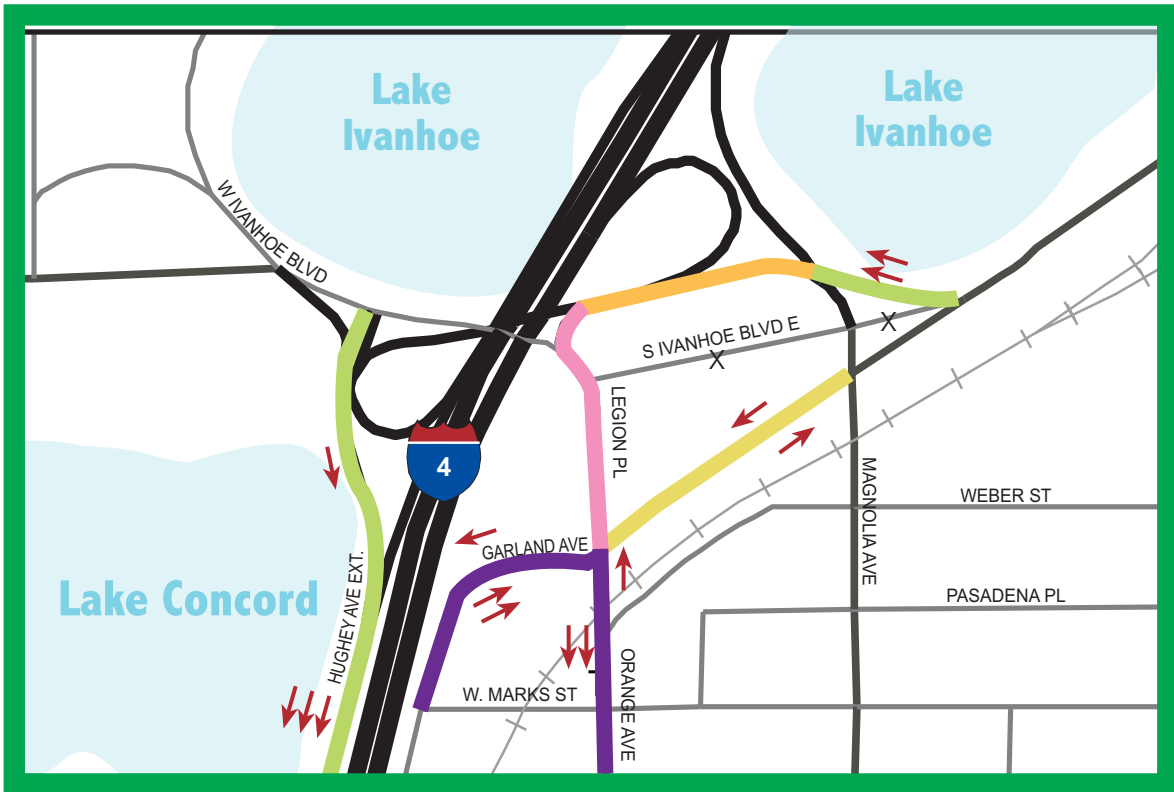 Lake
Ivanhoe
Lake
Ivanhoe
W IVANHOE BLVD
S IVANHOE BLVD E
X
X
LEGION PL
4
GARLAND AVE
MAGNOLIA AVE
WEBER ST
HUGHEY AVE EXT.
Lake Concord
PASADENA PL
ORANGE AVE
W. MARKS ST